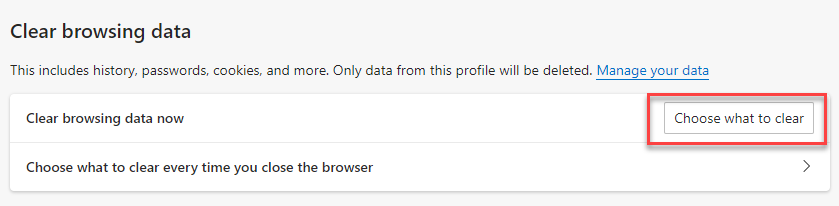 Clear browsing data
This includes history, passwords, cookies, and more. Only data from this profile will be deleted. Manage your data
Clear browsing data now
Choose what to clear
Choose what to clear every time you close the browser